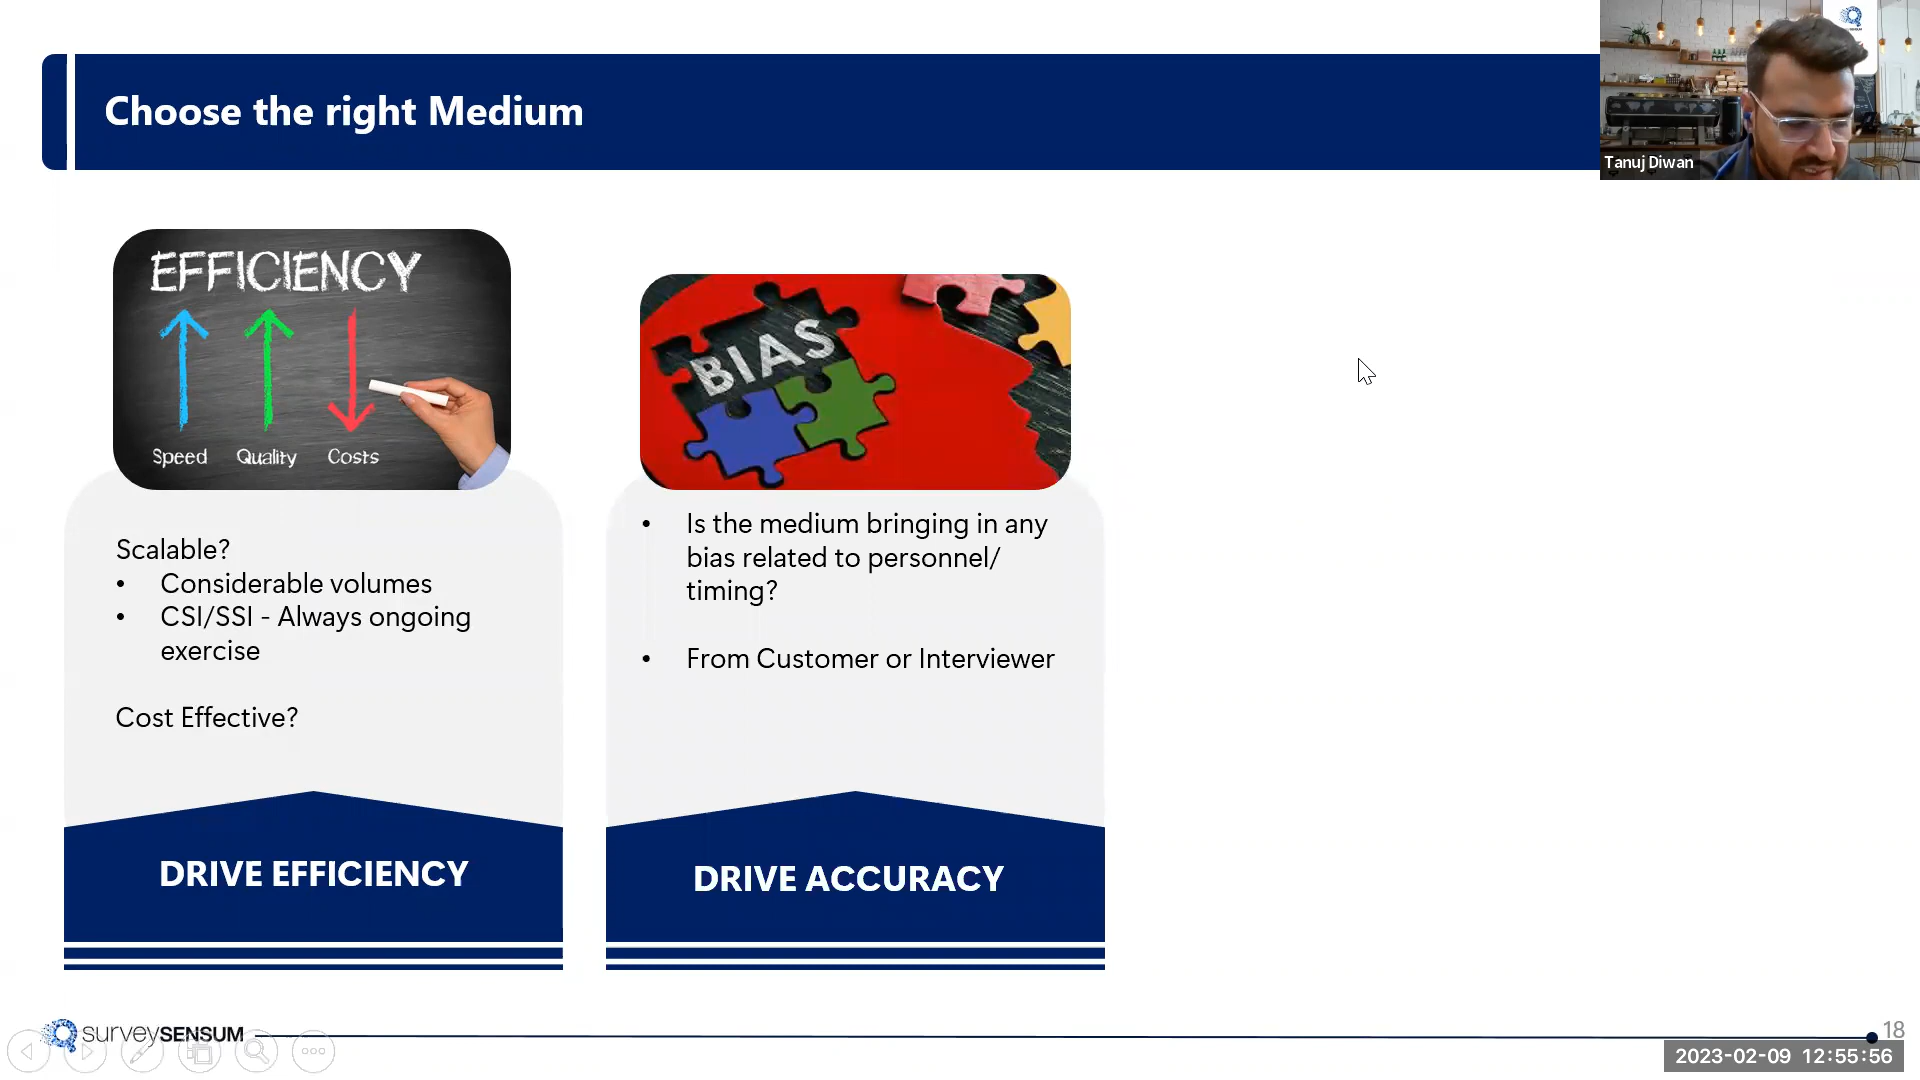 Choose the right Medium
Tanuj Diwan
EFFICIENCY
Speed Quality Costs
Scalable?
• Considerable volumes
• CSI/SSI - Always ongoing
exercise
Cost Effective?
DRIVE EFFICIENCY
BIAS
• Is the medium bringing in any
bias related to personnel/
timing?
• From Customer or Interviewer
DRIVE ACCURACY
surveySENSUM
18
2023-02-09 12:55:56